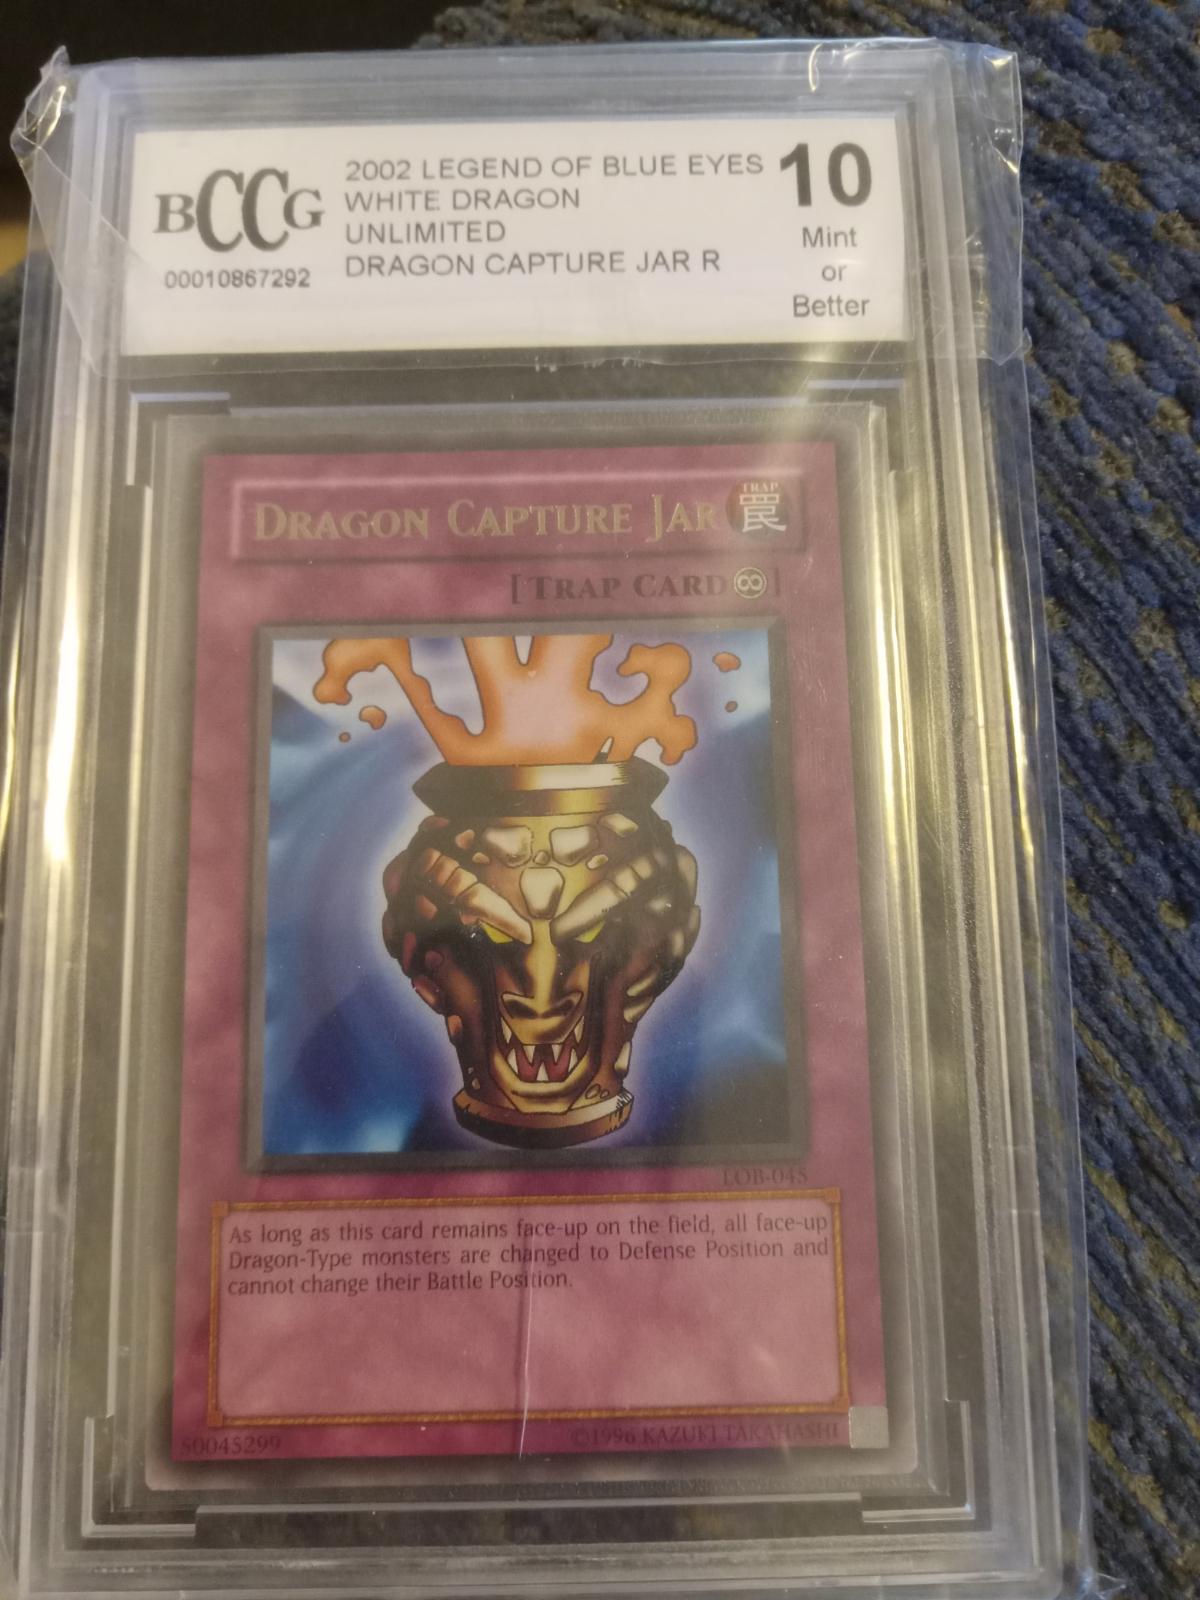 BCCG
00010867292
2002 LEGEND OF BLUE EYES
WHITE DRAGON
UNLIMITED
DRAGON CAPTURE JAR R
10
Mint
or
Better
DRAGON CAPTURE JAR
TRAP
罠
[TRAP CARD♾]
LOB-045
As long as this card remains face-up on the field, all face-up
Dragon-Type monsters are changed to Defense Position and
cannot change their Battle Position.
50045299
©1996 KAZUKI TAKAHASHI